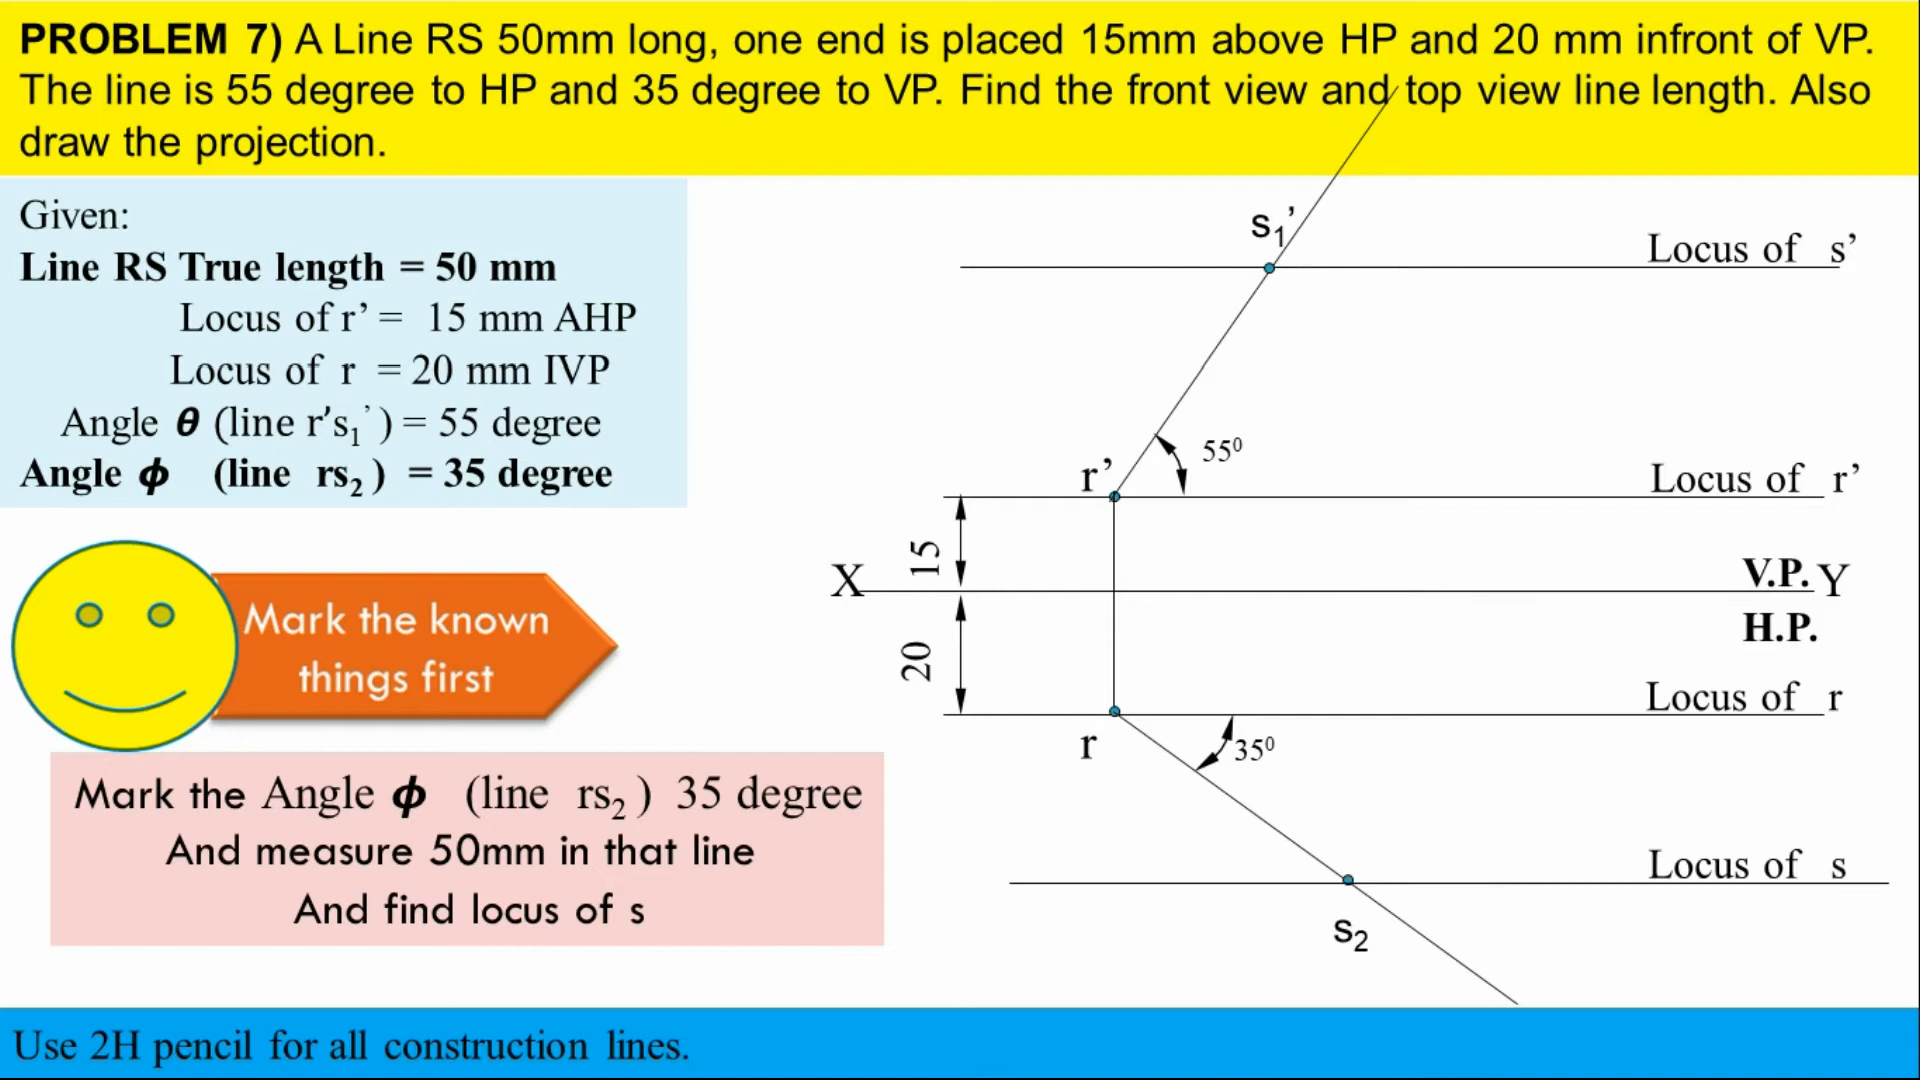 PROBLEM 7) A Line RS 50mm long, one end is placed 15mm above HP and 20 mm infront of VP.
The line is 55 degree to HP and 35 degree to VP. Find the front view and top view line length. Also
draw the projection.
Given:
Line RS True length = 50 mm
Locus of r’ = 15 mm AHP
Locus of r = 20 mm IVP
Angle θ (line r's₁’) = 55 degree
Angle ϕ (line rs₂) = 35 degree
Mark the known
things first
Mark the Angle ϕ (line rs₂) 35 degree
And measure 50mm in that line
And find locus of s
s₁’
Locus of s’
55⁰
r’
Locus of r’
15
X
V.P. Y
H.P.
20
Locus of r
r
35⁰
Locus of s
s₂
Use 2H pencil for all construction lines.